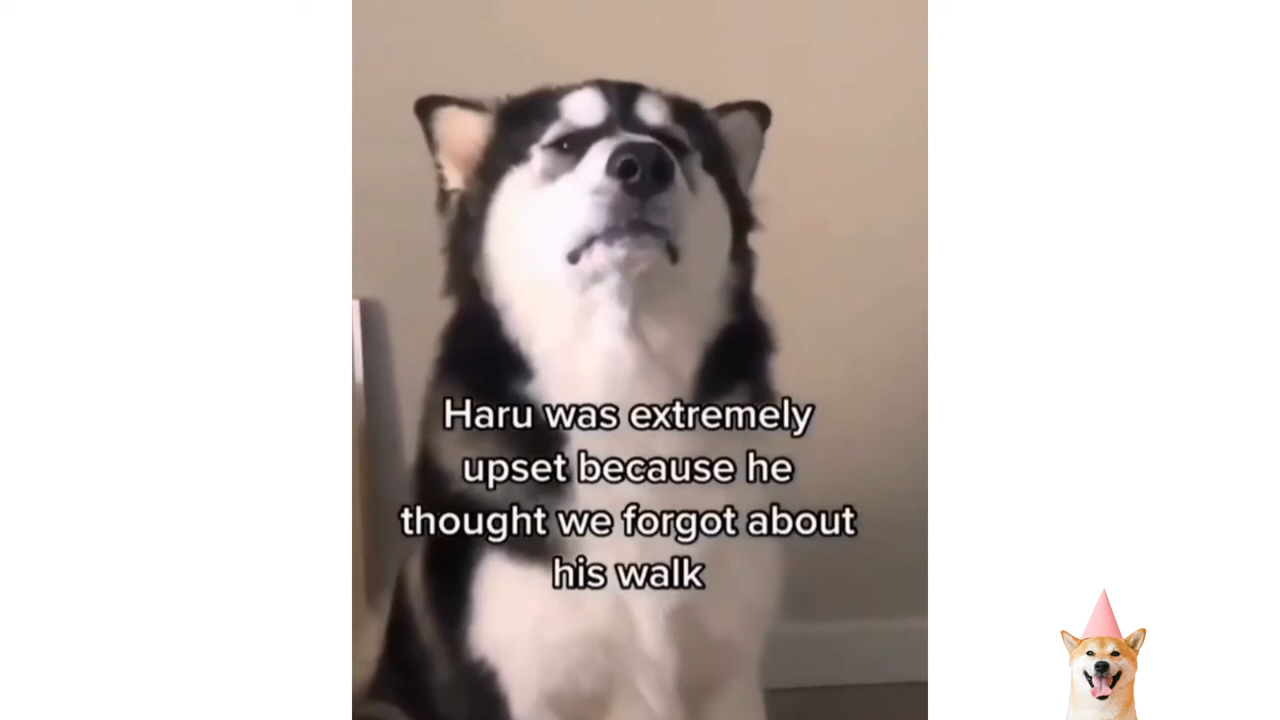 Haru was extremely
upset because he
thought we forgot about
his walk